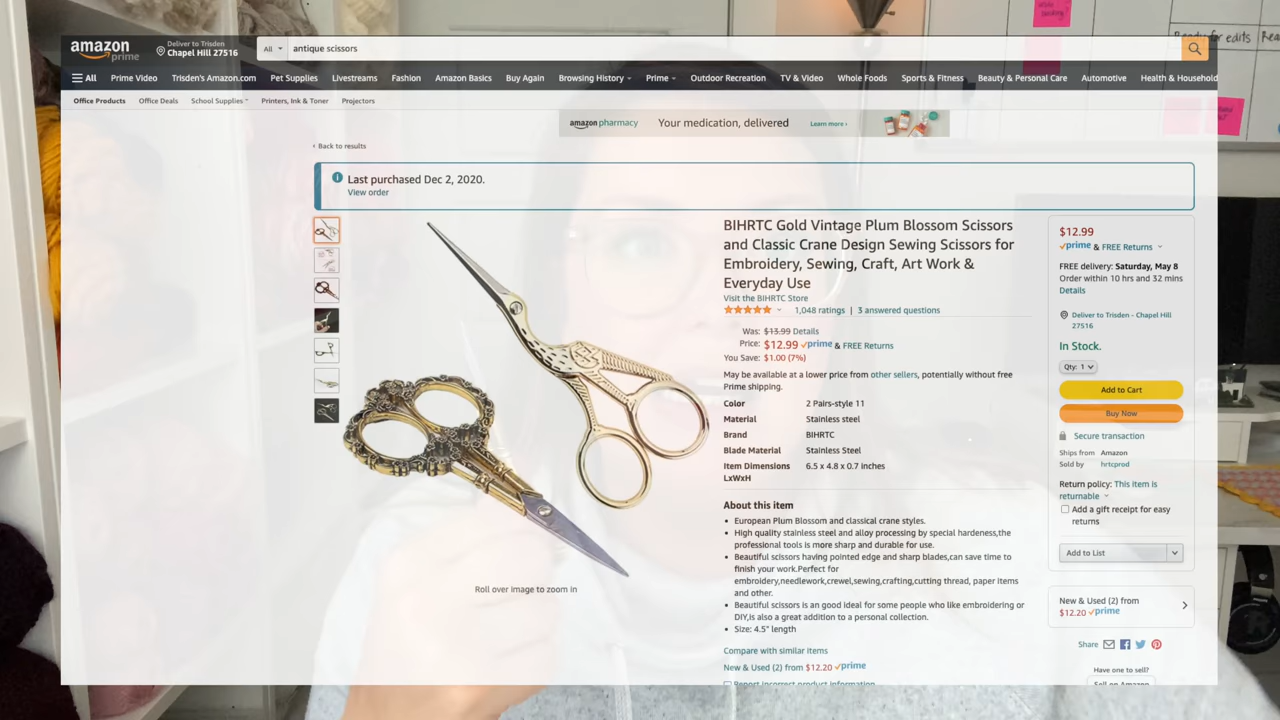 amazon
prime
Deliver to Trisden
Chapel Hill 27516
All
antique scissors
Ready for edits
All
Prime Video
Trisden's Amazon.com
Pet Supplies
Livestreams
Fashion
Amazon Basics
Buy Again
Browsing History
Prime
Outdoor Recreation
TV & Video
Whole Foods
Sports & Fitness
Beauty & Personal Care
Automotive
Health & Household
Office Products
Office Deals
School Supplies
Printers, Ink & Toner
Projectors
amazon pharmacy
Your medication, delivered
Learn more ›
‹ Back to results
Last purchased Dec 2, 2020.
View order
BIHRTC Gold Vintage Plum Blossom Scissors
and Classic Crane Design Sewing Scissors for
Embroidery, Sewing, Craft, Art Work &
Everyday Use
Visit the BIHRTC Store
1,048 ratings | 3 answered questions
Was: $13.99 Details
Price: $12.99 prime & FREE Returns
You Save: $1.00 (7%)
May be available at a lower price from other sellers, potentially without free
Prime shipping.
Color 2 Pairs-style 11
Material Stainless steel
Brand BIHRTC
Blade Material Stainless Steel
Item Dimensions 6.5 x 4.8 x 0.7 inches
LxWxH
About this item
• European Plum Blossom and classical crane styles.
• High quality stainless steel and alloy processing by special hardeness,the
professional tools is more sharp and durable for use.
• Beautiful scissors having pointed edge and sharp blades,can save time to
finish your work.Perfect for
embroidery,needlework,crewel,sewing,crafting,cutting thread, paper items
and other.
• Beautiful scissors is an good ideal for some people who like embroidering or
DIY,is also a great addition to a personal collection.
• Size: 4.5" length
Compare with similar items
New & Used (2) from $12.20 prime
Report incorrect product information.
Roll over image to zoom in
$12.99
prime & FREE Returns
FREE delivery: Saturday, May 8
Order within 10 hrs and 32 mins
Details
Deliver to Trisden - Chapel Hill
27516
In Stock.
Qty: 1
Add to Cart
Buy Now
Secure transaction
Ships from Amazon
Sold by hrtcprod
Return policy: This item is
returnable
Add a gift receipt for easy
returns
Add to List
New & Used (2) from
$12.20 prime
Share
Have one to sell?
Sell on Amazon